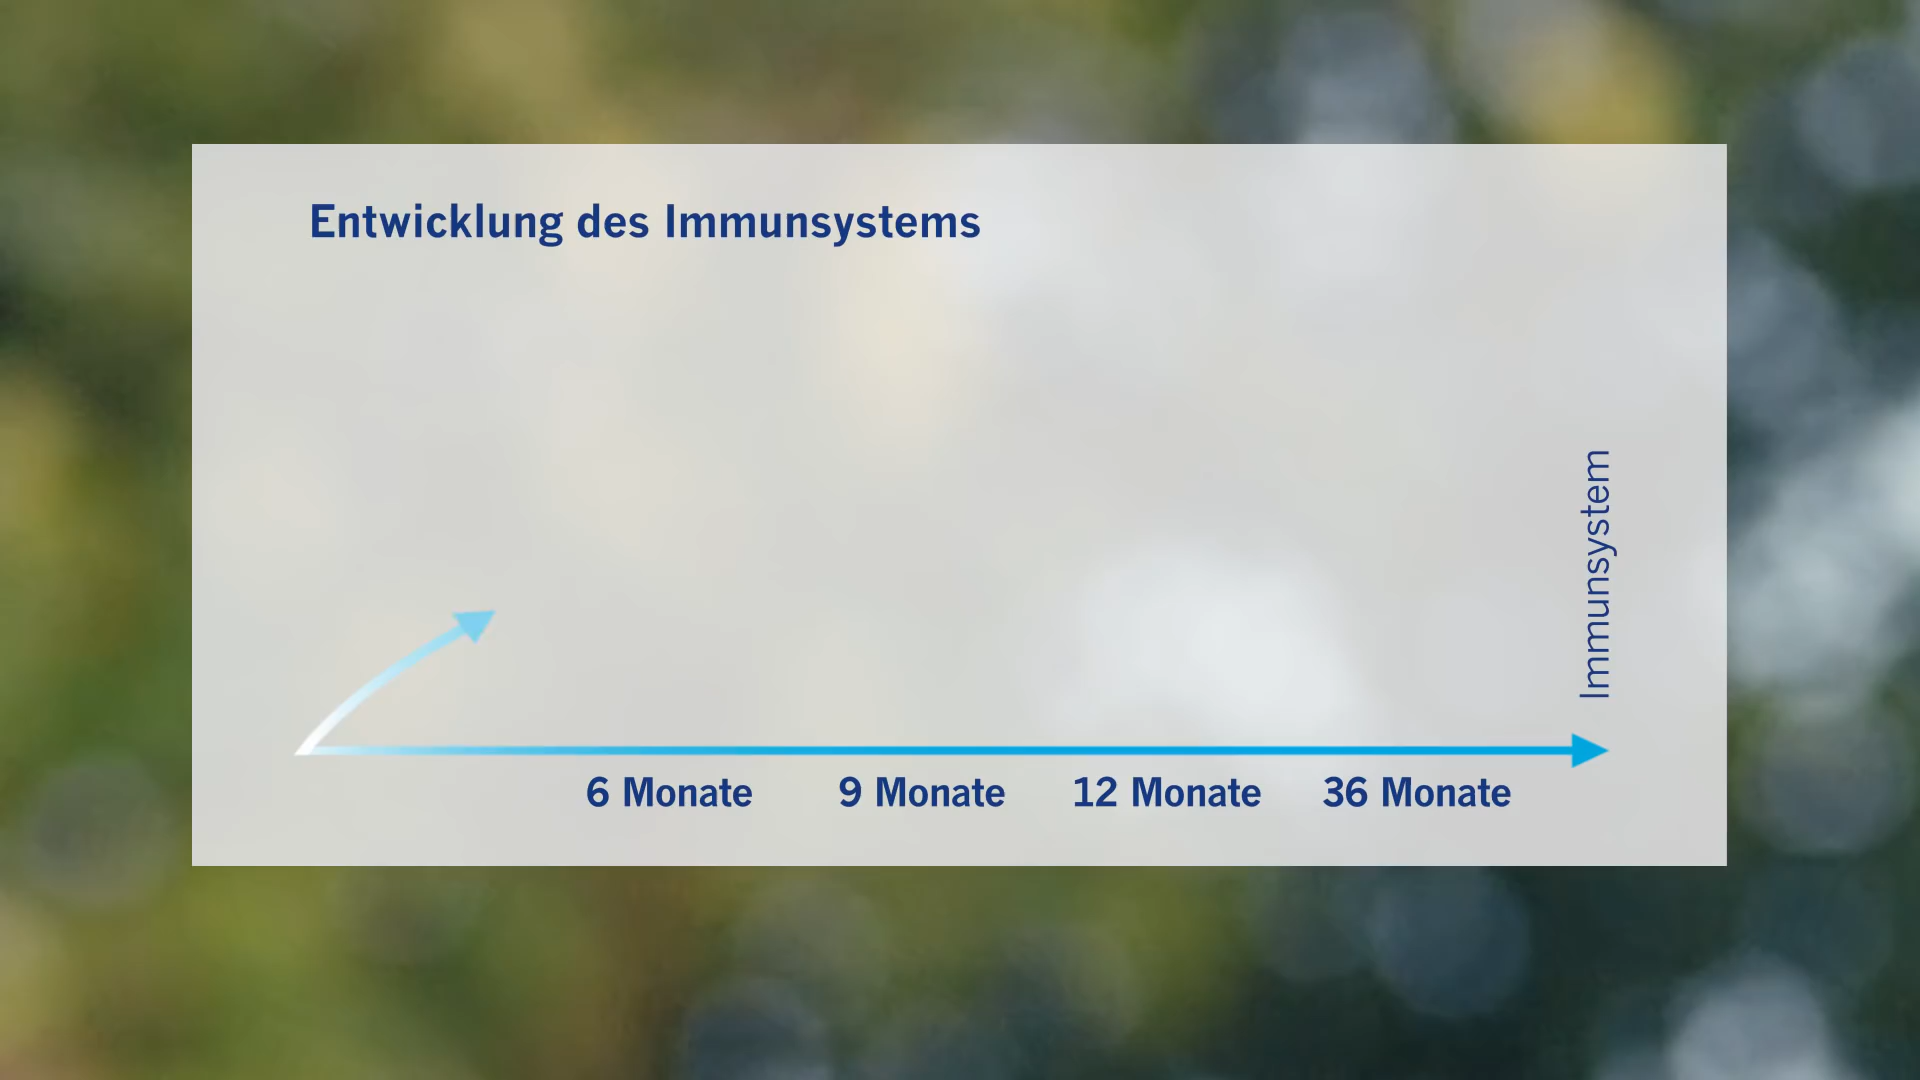 Entwicklung des Immunsystems
Immunsystem
6 Monate
9 Monate
12 Monate
36 Monate